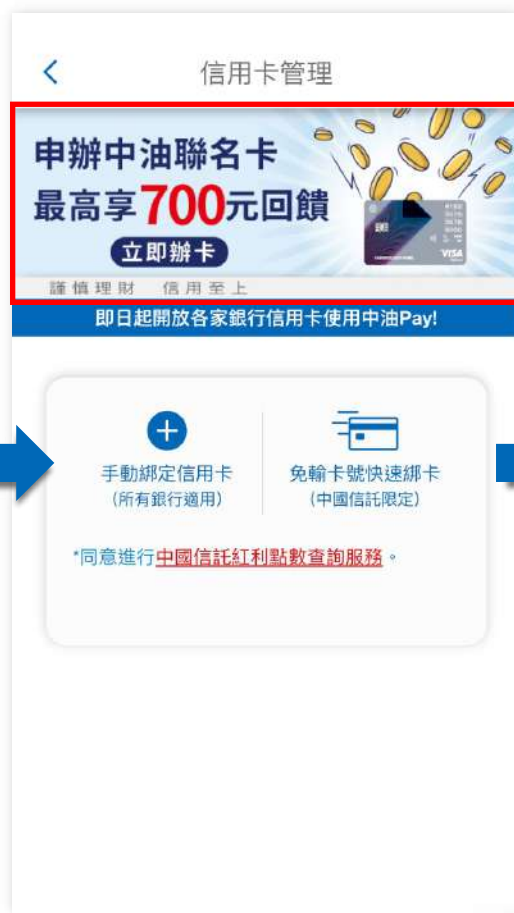 信用卡管理
申辦中油聯名卡
最高享700元回饋
立即辦卡
VISA
謹慎理財 信用至上
即日起開放各家銀行信用卡使用中油Pay!
手動綁定信用卡
(所有銀行適用)
免輸卡號快速綁卡
(中國信託限定)
*同意進行中國信託紅利點數查詢服務。